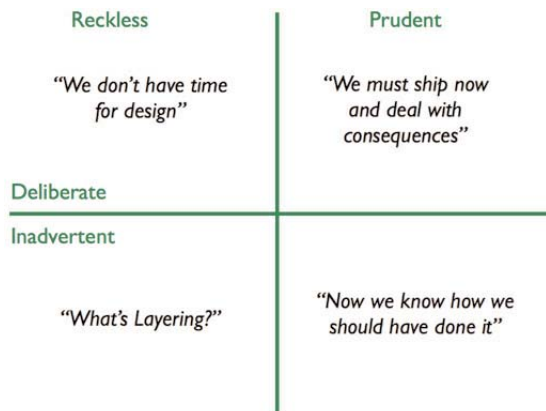 Reckless
Prudent
“We don’t have time
for design”
“We must ship now
and deal with
consequences”
Deliberate
Inadvertent
“What’s Layering?”
“Now we know how we
should have done it”